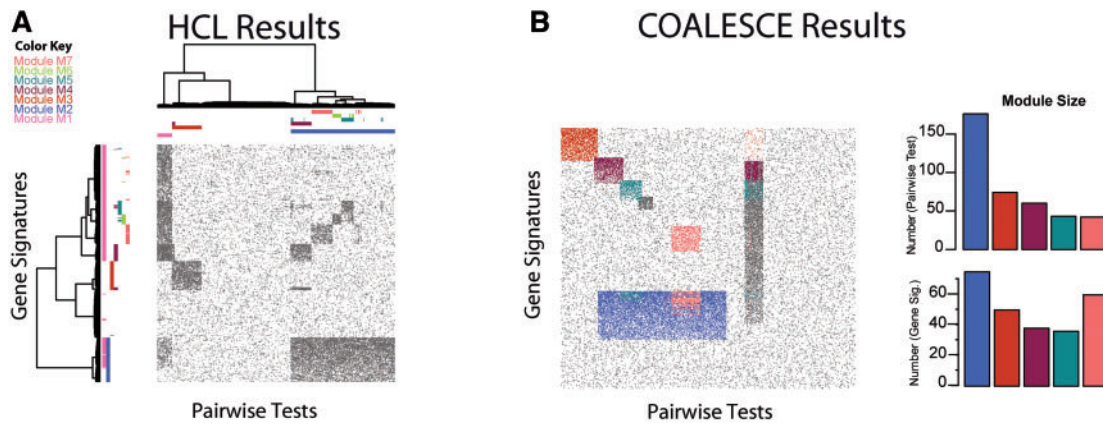 A
HCL Results
Color Key
Module M7
Module M6
Module M5
Module M4
Module M3
Module M2
Module M1
Gene Signatures
Pairwise Tests
B
COALESCE Results
Gene Signatures
Pairwise Tests
Module Size
Number (Pairwise Test)
150
100
50
0
Number (Gene Sig.)
60
40
20
0